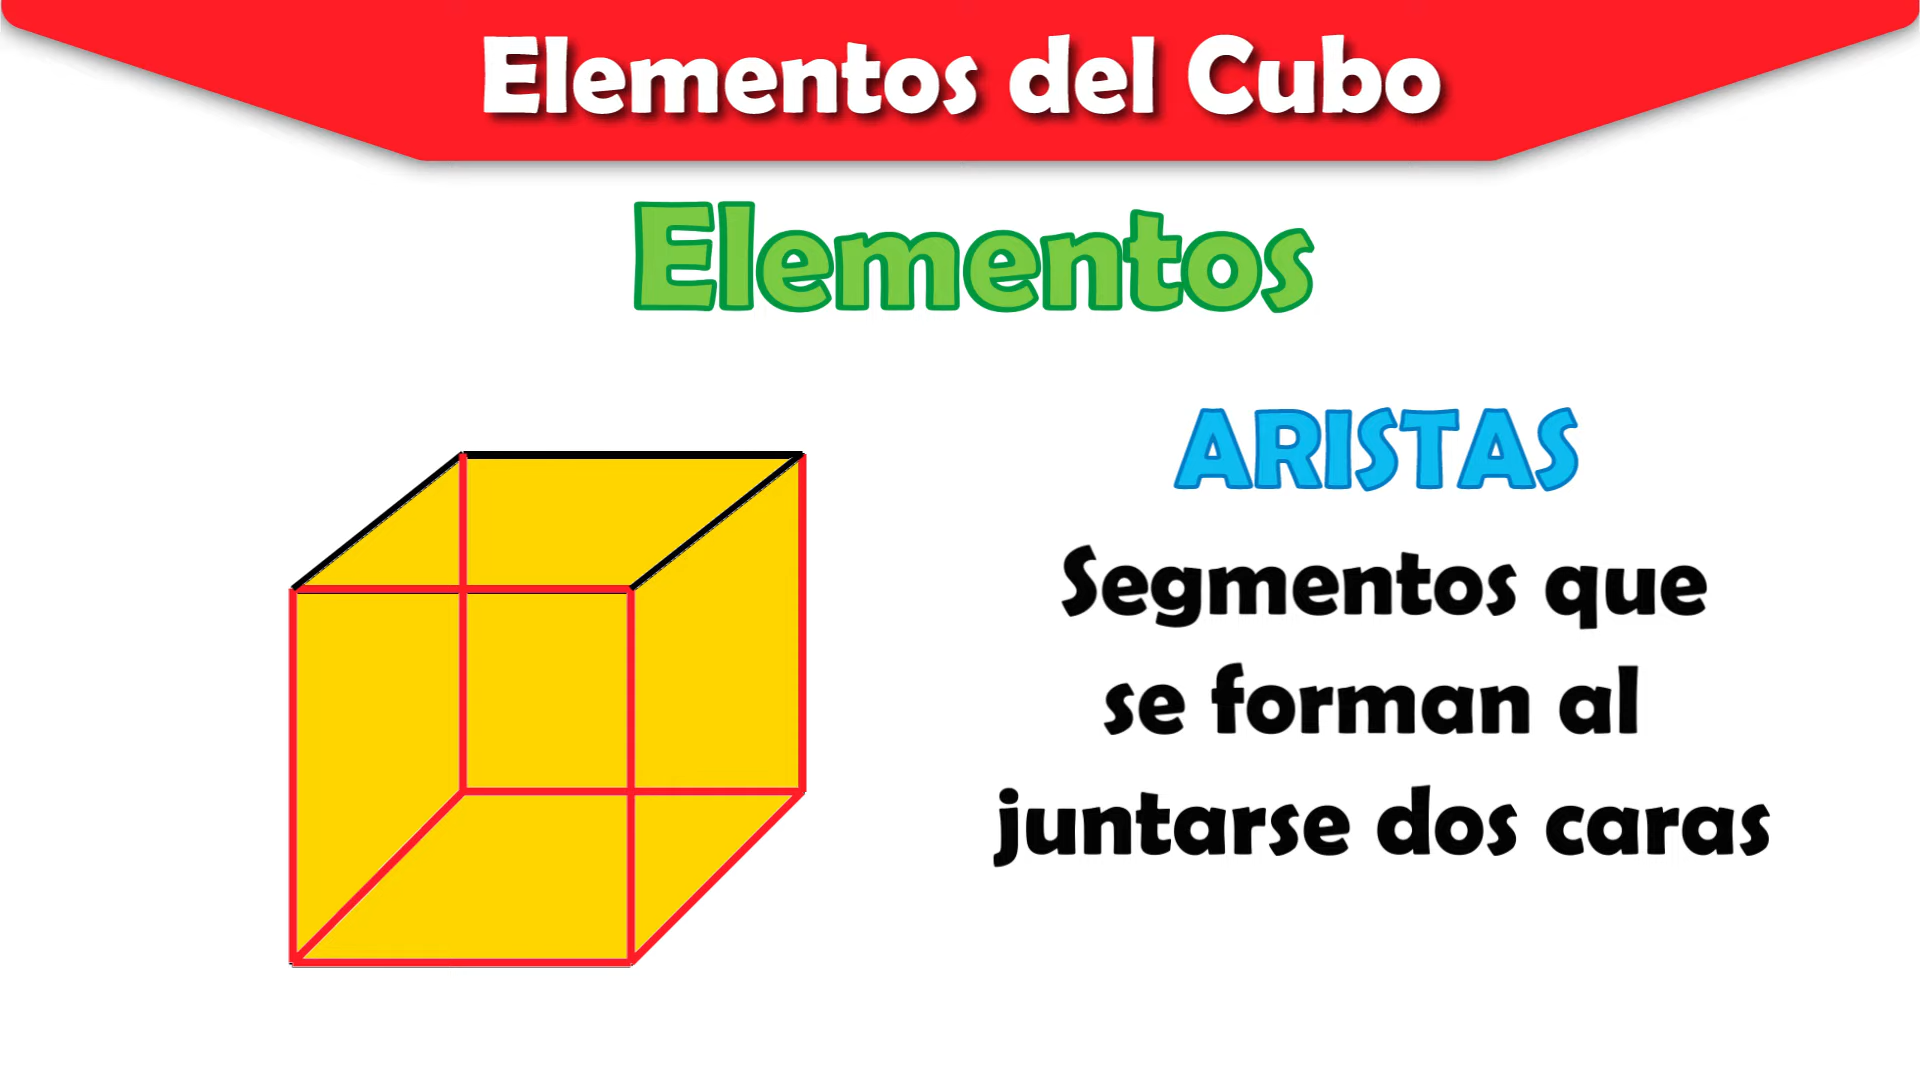 Elementos del Cubo
Elementos
ARISTAS
Segmentos que
se forman al
juntarse dos caras